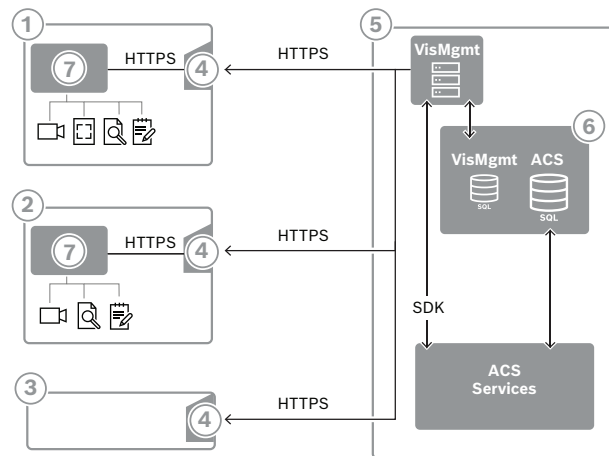 1
7
HTTPS
4
HTTPS
2
7
HTTPS
4
HTTPS
3
4
HTTPS
5
VisMgmt
6
VisMgmt ACS
SQL
SQL
SDK
ACS
Services